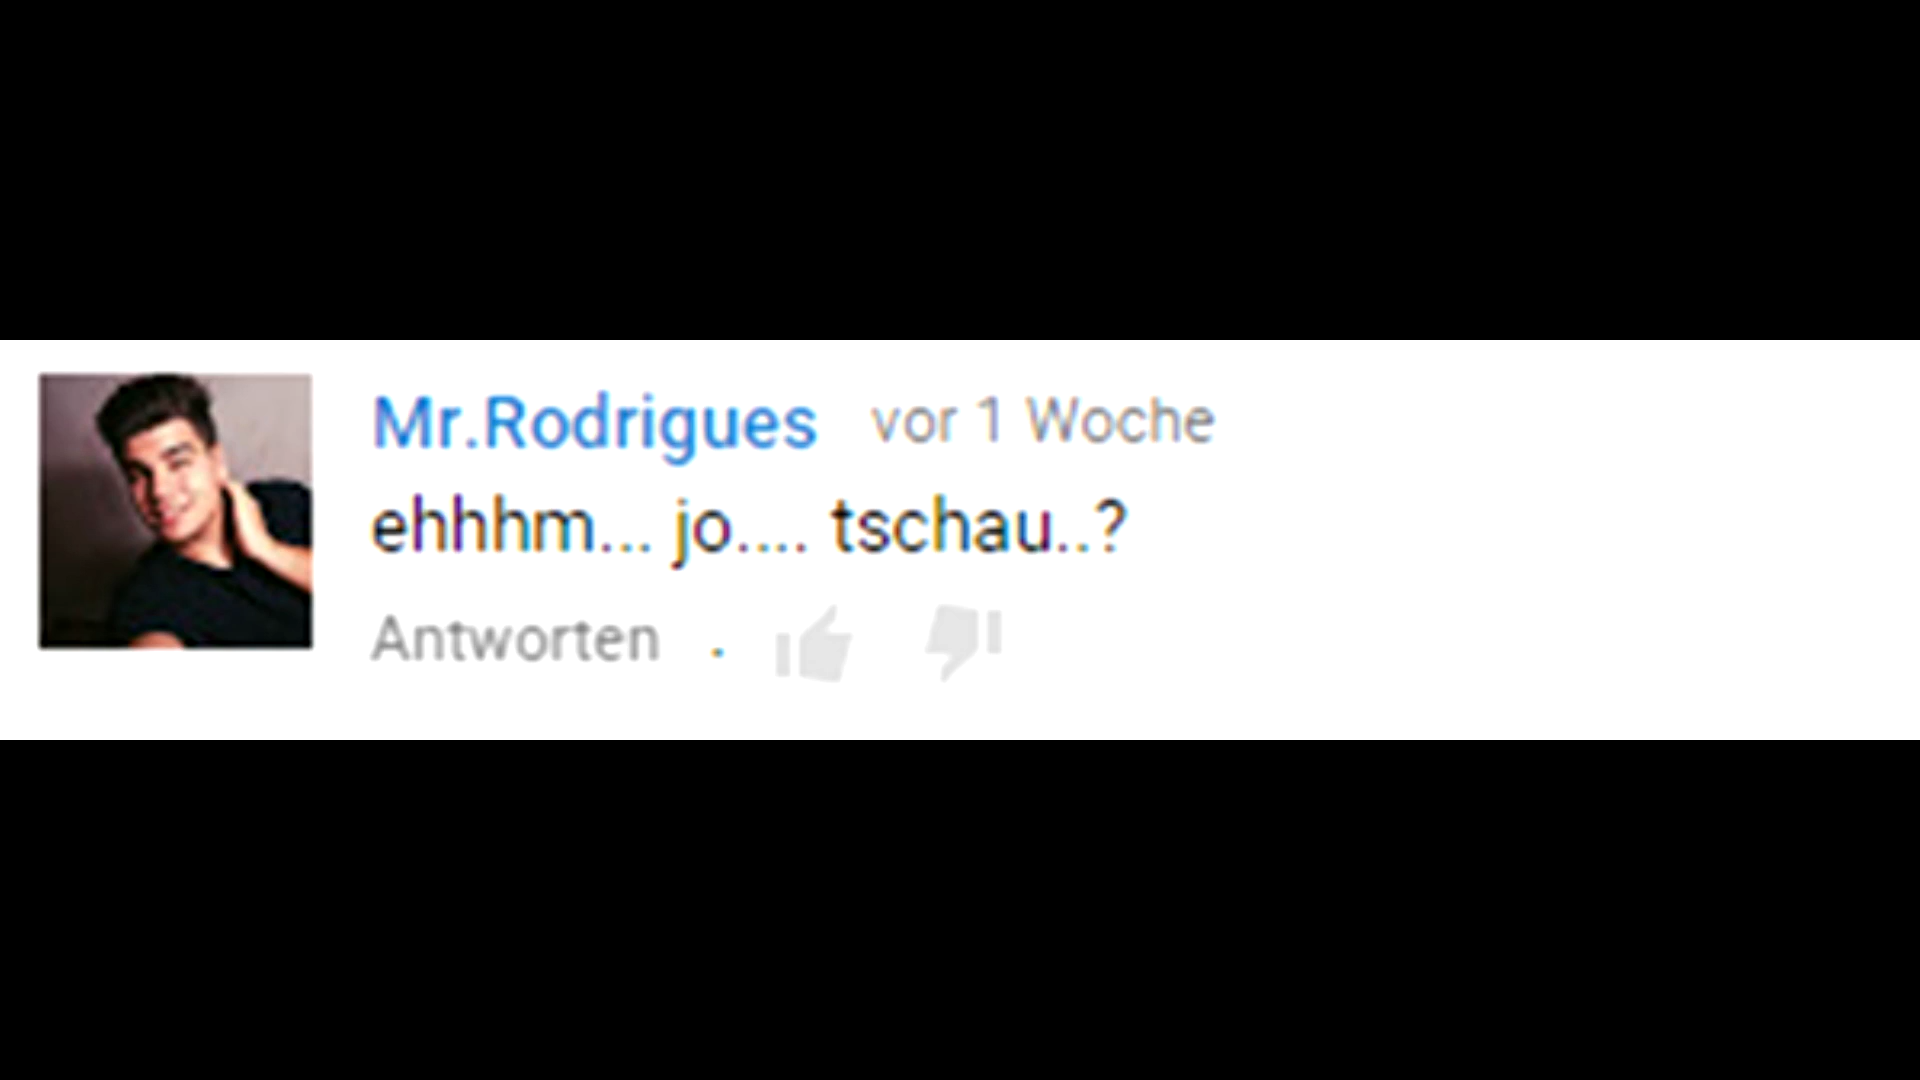 Mr.Rodrigues vor 1 Woche
ehhhm... jo.... tschau..?
Antworten .